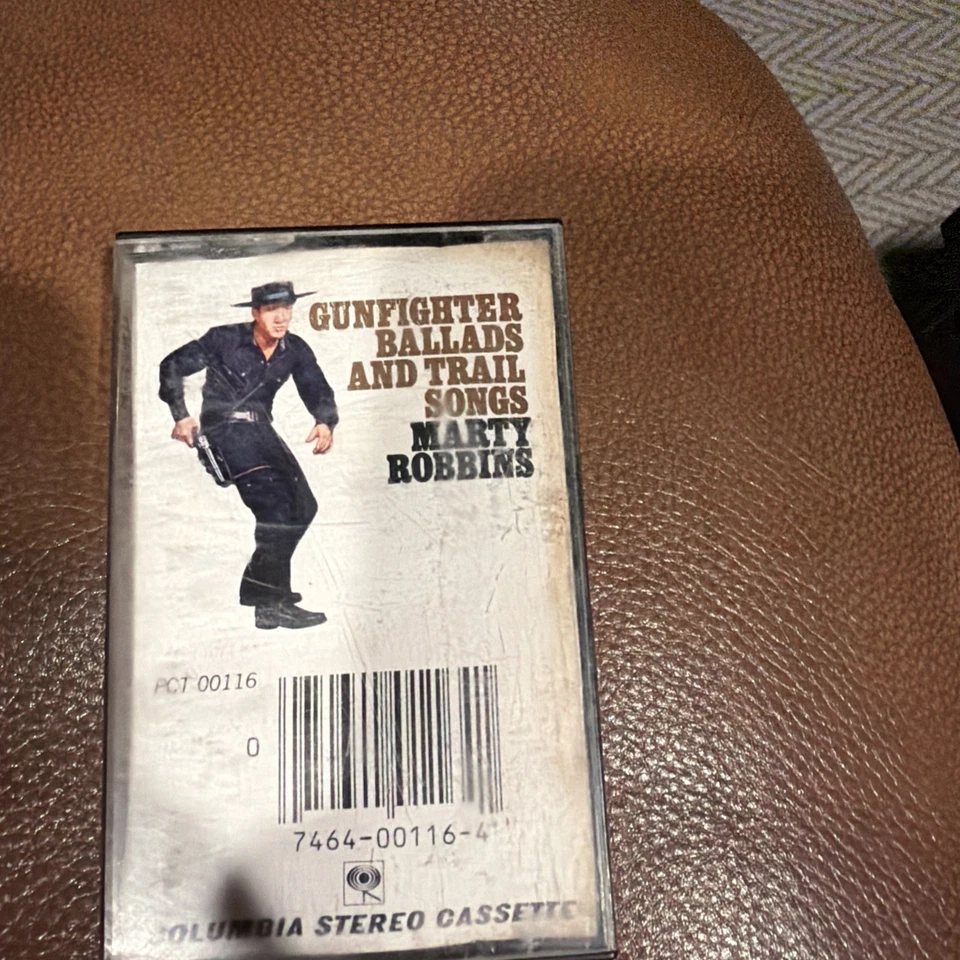 GUNFIGHTER
BALLADS
AND TRAIL
SONGS
MARTY
ROBBINS
PCT 00116
0
7464-00116-4
COLUMBIA STEREO CASSETTE